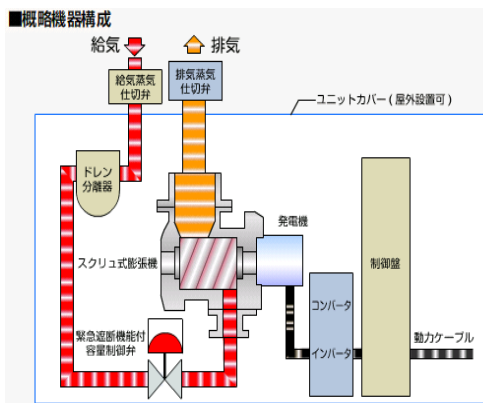 ■概略機器構成
給気
排気
給気蒸気
仕切弁
排気蒸気
仕切弁
ユニットカバー(屋外設置可)
ドレン
分離器
発電機
スクリュ式膨張機
制御盤
コンバータ
緊急遮断機能付
容量制御弁
インバータ
動力ケーブル